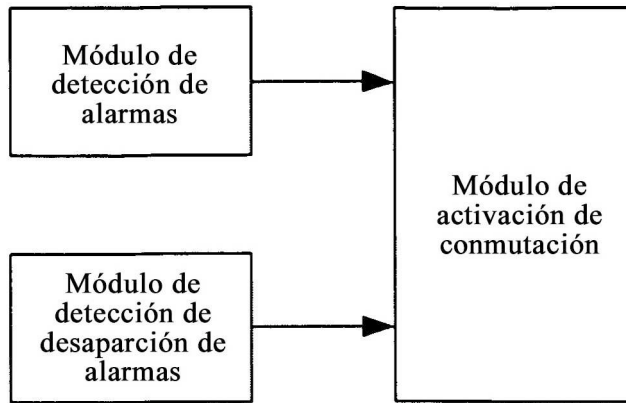 Módulo de
detección de
alarmas
Módulo de
detección de
desaparción de
alarmas
Módulo de
activación de
conmutación